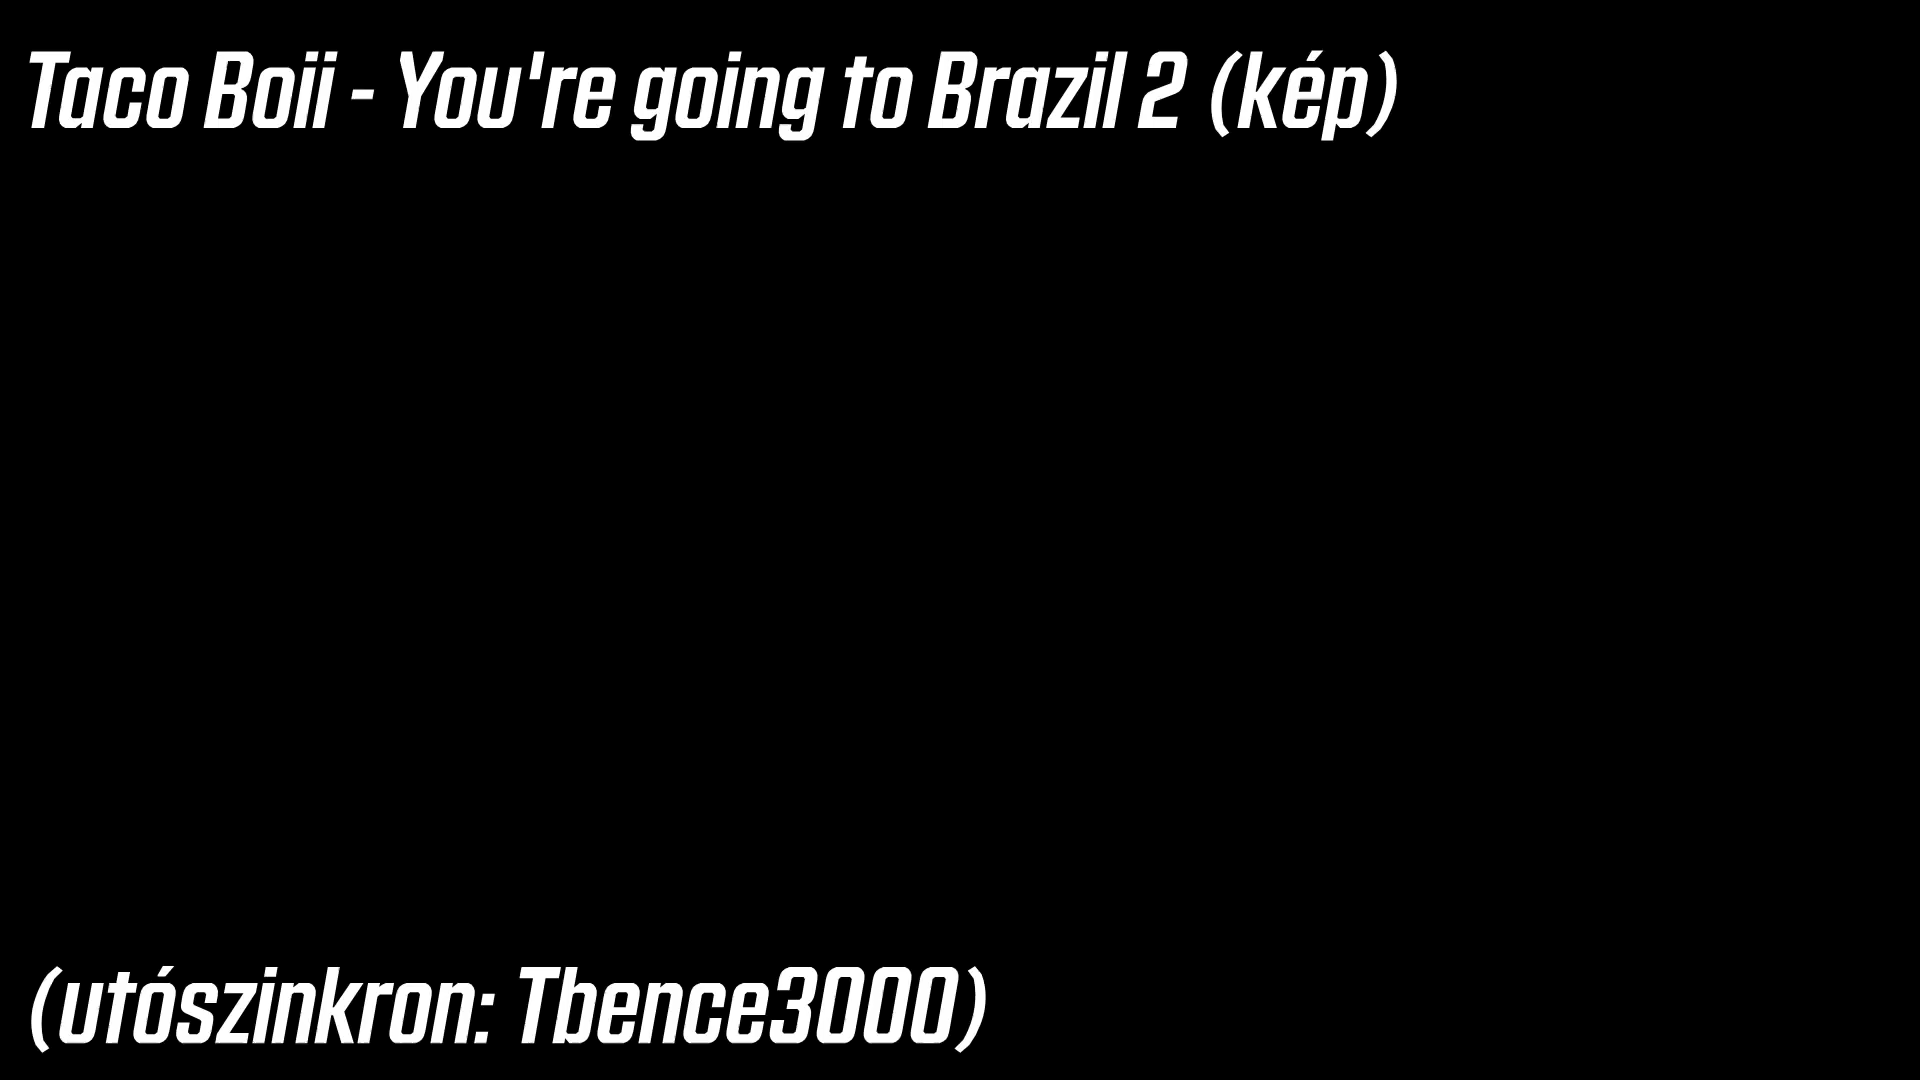 Taco Boii - You're going to Brazil 2 (kép)
(utószinkron: Tbence3000)